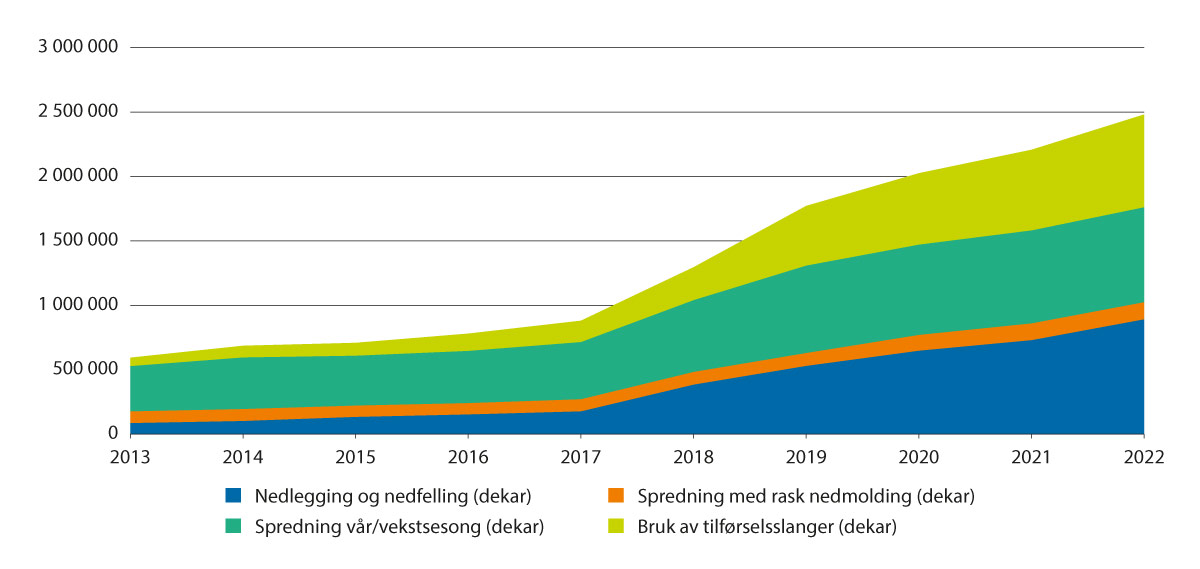 3 000 000
2 500 000
2 000 000
1 500 000
1 000 000
500 000
0
2013 2014 2015 2016 2017 2018 2019 2020 2021 2022
Nedlegging og nedfelling (dekar) Spredning med rask nedmolding (dekar)
Spredning vår/vekstsesong (dekar) Bruk av tilførselsslanger (dekar)